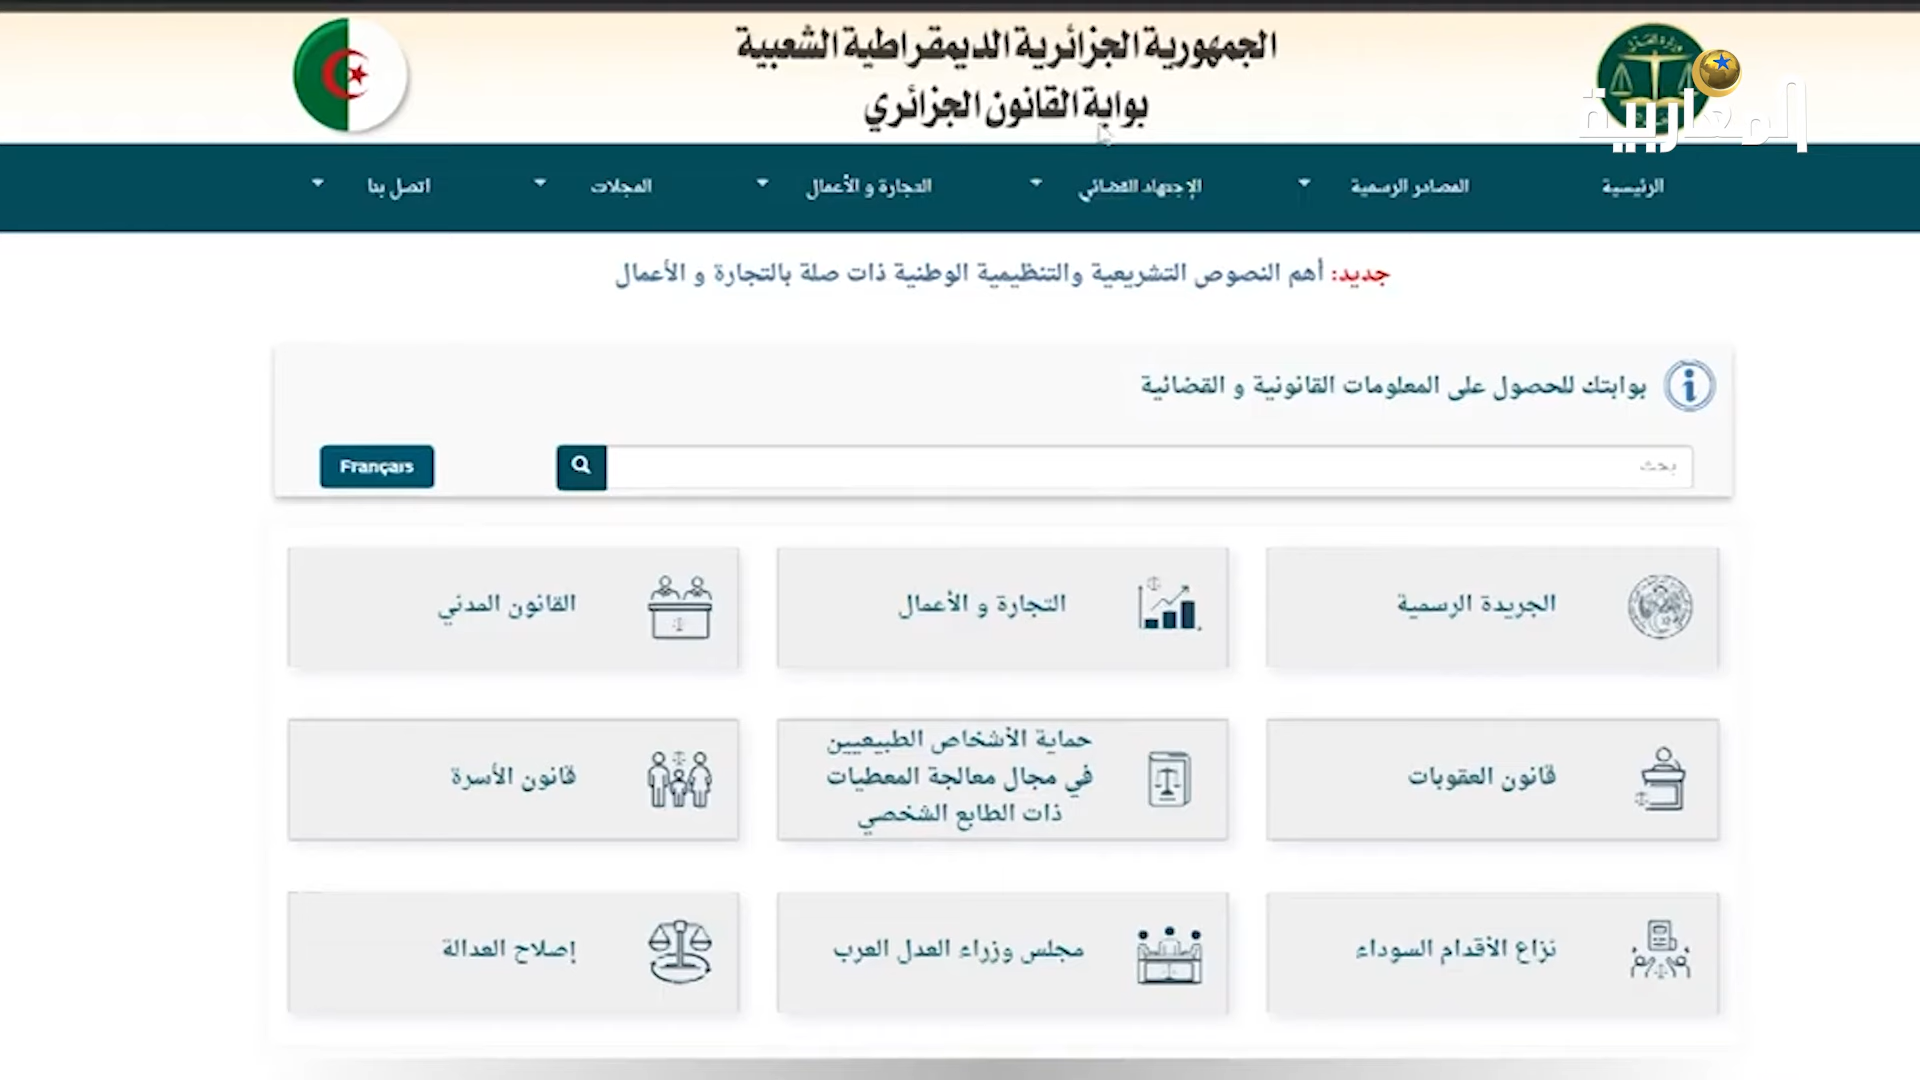 الجمهورية الجزائرية الديمقراطية الشعبية
بوابة القانون الجزائري
المغاربية
الرئيسية
المصادر الرسمية
الإجتهاد القضائي
التجارة و الأعمال
المجلات
اتصل بنا
جديد: أهم النصوص التشريعية والتنظيمية الوطنية ذات صلة بالتجارة و الأعمال
بوابتك للحصول على المعلومات القانونية و القضائية
بحث
Français
الجريدة الرسمية
التجارة و الأعمال
القانون المدني
قانون العقوبات
حماية الأشخاص الطبيعيين
في مجال معالجة المعطيات
ذات الطابع الشخصي
قانون الأسرة
نزاع الأقدام السوداء
مجلس وزراء العدل العرب
إصلاح العدالة